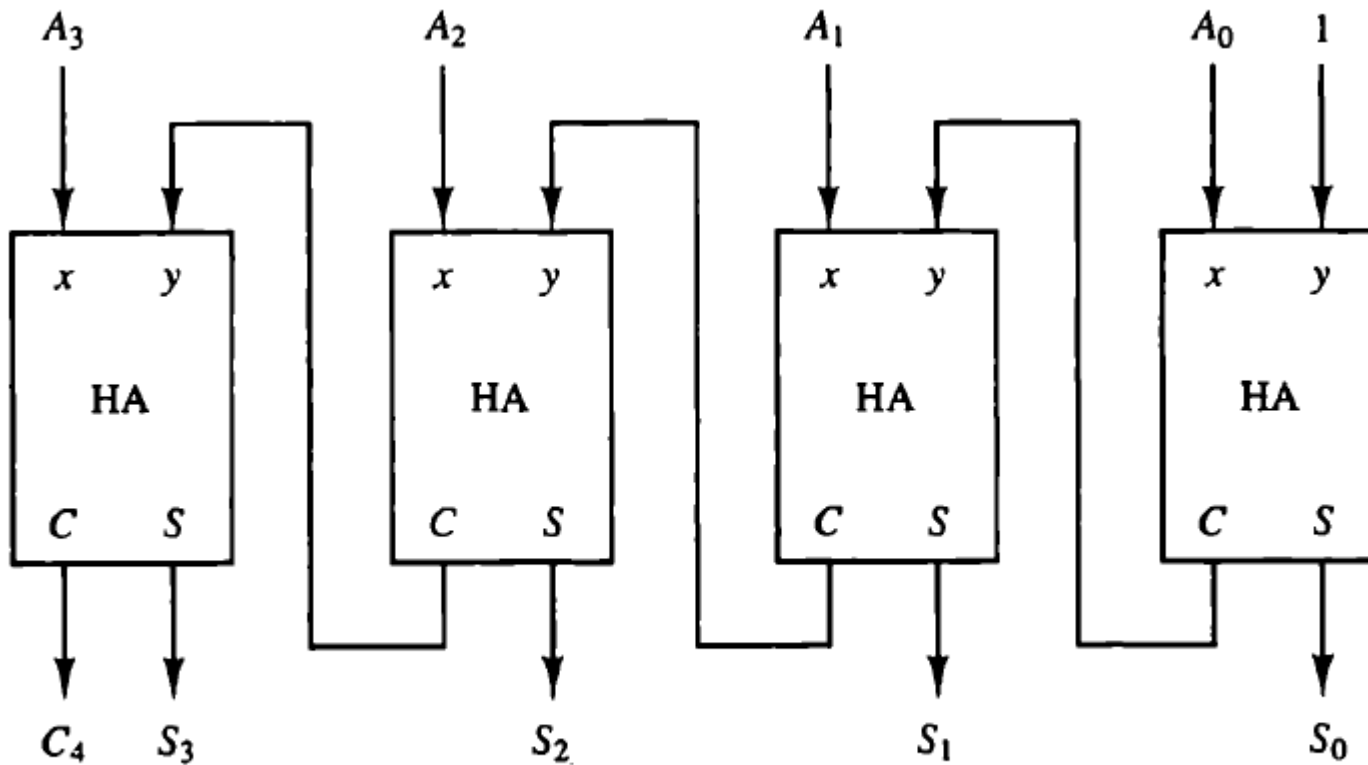 A₃ A₂ A₁ A₀ 1
x y x y x y x y
HA HA HA HA
C S C S C S C S
C₄ S₃ S₂ S₁ S₀